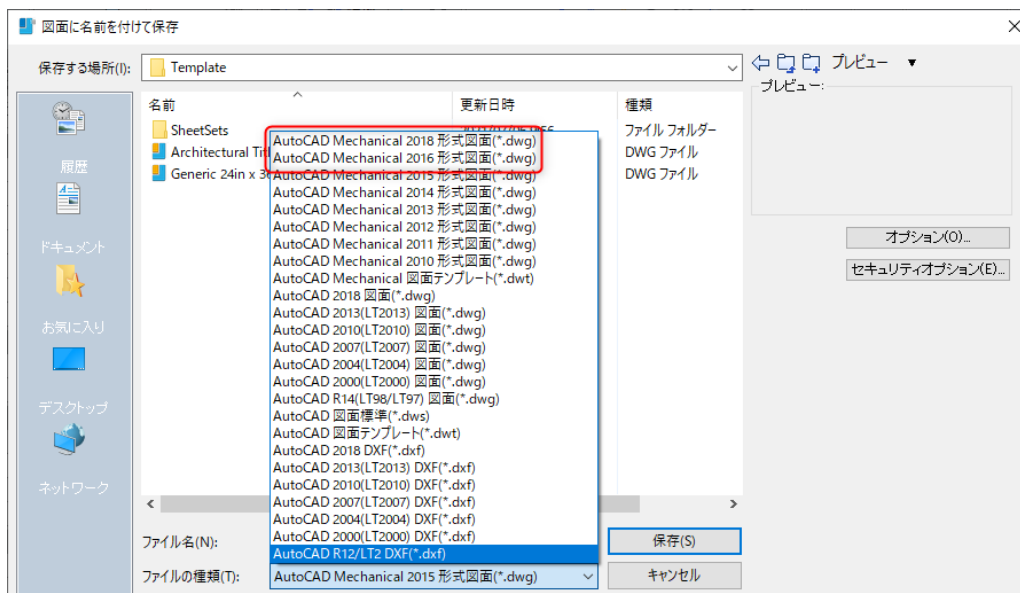 図面に名前を付けて保存
保存する場所(I):
Template
プレビュー
プレビュー:
名前
更新日時
種類
SheetSets
ファイル フォルダー
Architectural
DWG ファイル
Generic 24in x
DWG ファイル
履歴
ドキュメント
お気に入り
デスクトップ
ネットワーク
AutoCAD Mechanical 2018 形式図面(*.dwg)
AutoCAD Mechanical 2016 形式図面(*.dwg)
AutoCAD Mechanical 2015 形式図面(*.dwg)
AutoCAD Mechanical 2014 形式図面(*.dwg)
AutoCAD Mechanical 2013 形式図面(*.dwg)
AutoCAD Mechanical 2012 形式図面(*.dwg)
AutoCAD Mechanical 2011 形式図面(*.dwg)
AutoCAD Mechanical 2010 形式図面(*.dwg)
AutoCAD Mechanical 図面テンプレート(*.dwt)
AutoCAD 2018 図面(*.dwg)
AutoCAD 2013(LT2013) 図面(*.dwg)
AutoCAD 2010(LT2010) 図面(*.dwg)
AutoCAD 2007(LT2007) 図面(*.dwg)
AutoCAD 2004(LT2004) 図面(*.dwg)
AutoCAD 2000(LT2000) 図面(*.dwg)
AutoCAD R14(LT98/LT97) 図面(*.dwg)
AutoCAD 図面標準(*.dws)
AutoCAD 図面テンプレート(*.dwt)
AutoCAD 2018 DXF(*.dxf)
AutoCAD 2013(LT2013) DXF(*.dxf)
AutoCAD 2010(LT2010) DXF(*.dxf)
AutoCAD 2007(LT2007) DXF(*.dxf)
AutoCAD 2004(LT2004) DXF(*.dxf)
AutoCAD 2000(LT2000) DXF(*.dxf)
AutoCAD R12/LT2 DXF(*.dxf)
オプション(O)...
セキュリティオプション(E)...
ファイル名(N):
保存(S)
ファイルの種類(T):
AutoCAD Mechanical 2015 形式図面(*.dwg)
キャンセル